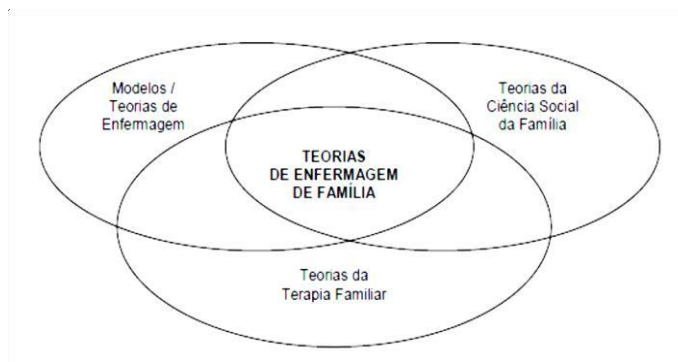 Modelos /
Teorias de
Enfermagem
Teorias da
Ciência Social
da Família
TEORIAS
DE ENFERMAGEM
DE FAMÍLIA
Teorias da
Terapia Familiar